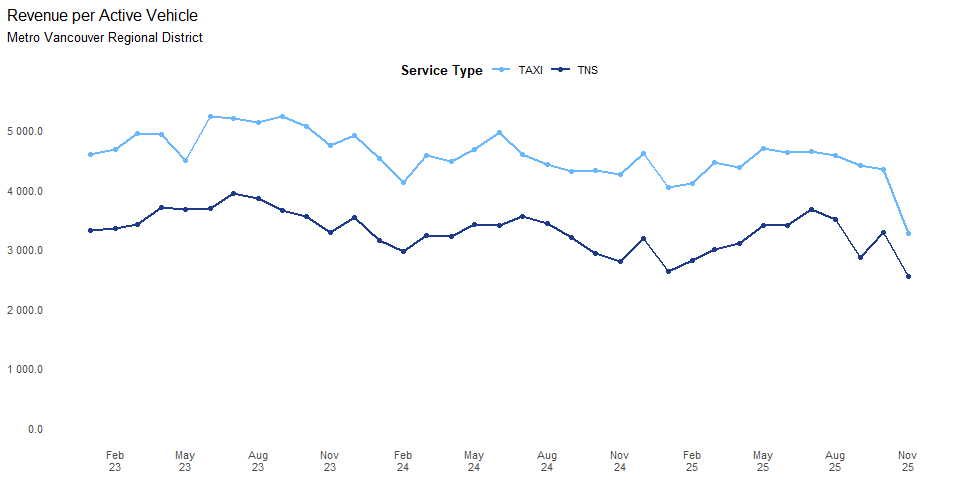 Revenue per Active Vehicle
Metro Vancouver Regional District
Service Type TAXI TNS
5 000.0
4 000.0
3 000.0
2 000.0
1 000.0
0.0
Feb May Aug Nov Feb May Aug Nov Feb May Aug Nov
23 23 23 23 24 24 24 24 25 25 25 25